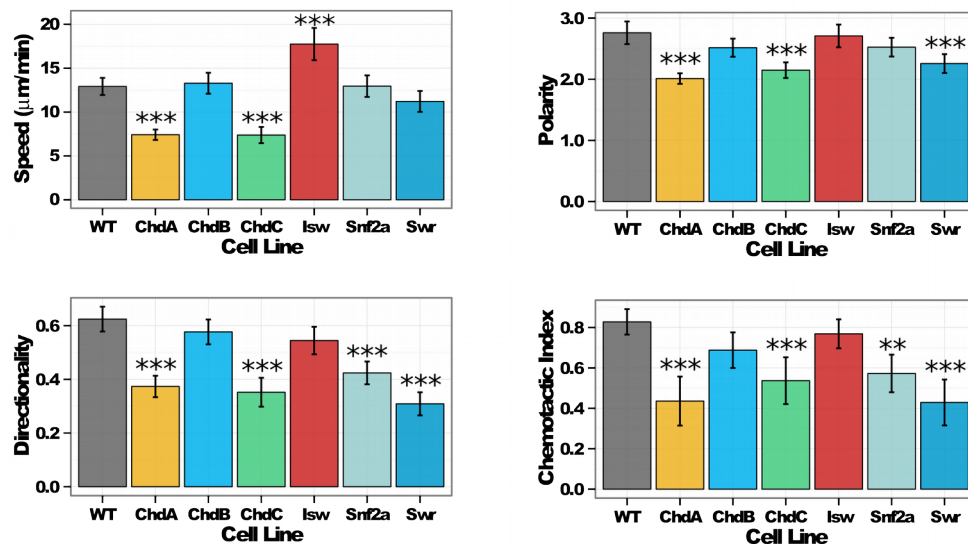 Speed (μm/min)
20
15
10
5
0
***
***
***
WT ChdA ChdB ChdC Isw Snf2a Swr
Cell Line
Polarity
3.0
2.0
1.0
0.0
***
***
***
WT ChdA ChdB ChdC Isw Snf2a Swr
Cell Line
Directionality
0.6
0.4
0.2
0.0
***
***
***
***
WT ChdA ChdB ChdC Isw Snf2a Swr
Cell Line
Chemotactic Index
0.8
0.6
0.4
0.2
0.0
***
***
**
***
WT ChdA ChdB ChdC Isw Snf2a Swr
Cell Line